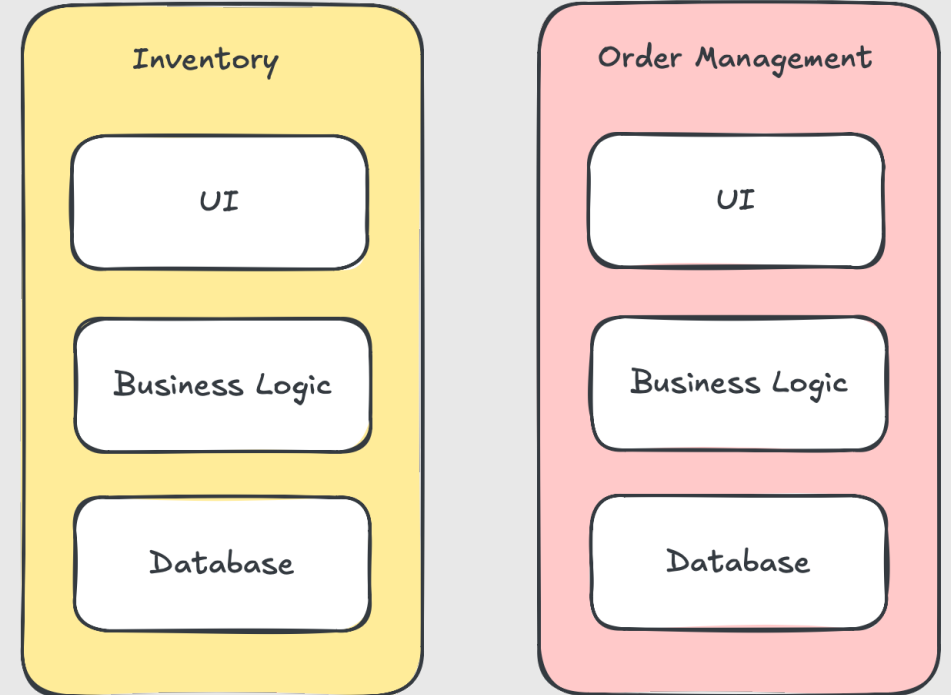 Inventory
UI
Business Logic
Database
Order Management
UI
Business Logic
Database